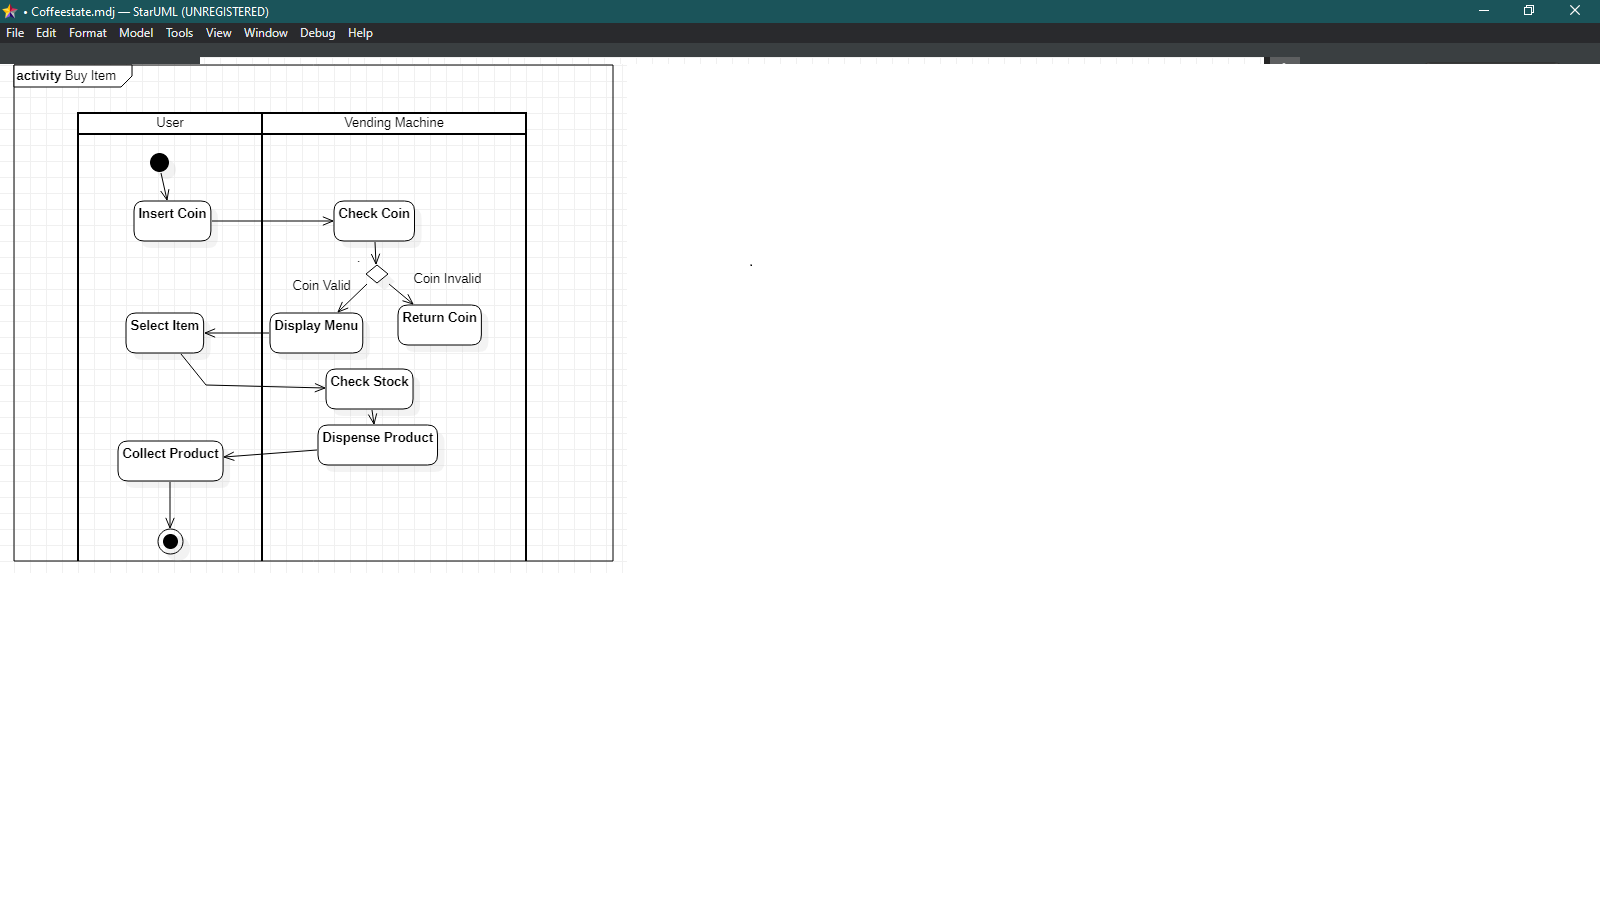 • Coffeestate.mdj — StarUML (UNREGISTERED)
File Edit Format Model Tools View Window Debug Help
activity Buy Item
User Vending Machine
Insert Coin Check Coin
Coin Valid Coin Invalid
Select Item Display Menu Return Coin
Check Stock
Dispense Product
Collect Product